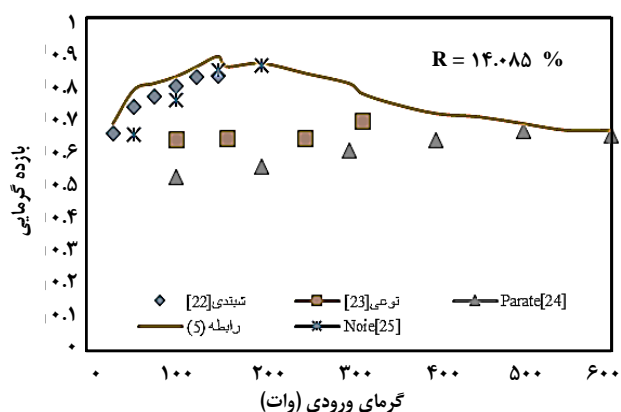 ۱
۰.۹
۰.۸
۰.۷
۰.۶
۰.۵
۰.۴
۰.۳
۰.۲
۰.۱
۰
R = ۱۴.۰۸۵ %
بازده گرمایی
[22]
[23]
Parate[24]
رابطه (5)
Noie[25]
۰ ۱۰۰ ۲۰۰ ۳۰۰ ۴۰۰ ۵۰۰ ۶۰۰
گرمای ورودی (وات)